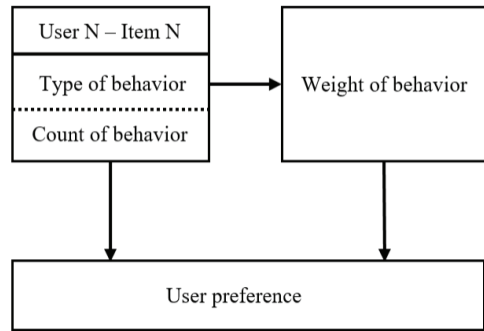 User N – Item N
Type of behavior
Weight of behavior
Count of behavior
User preference